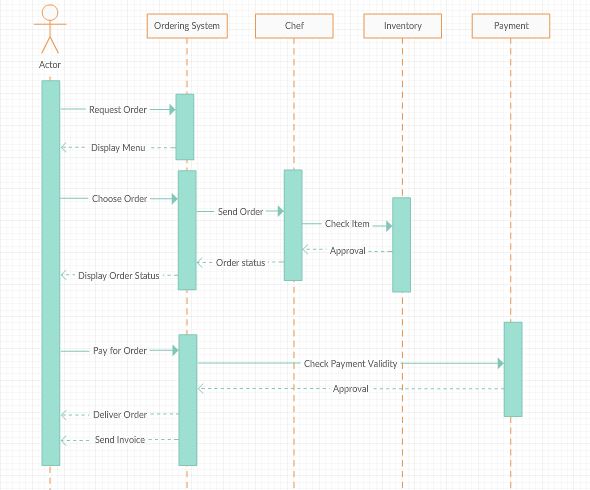 Ordering System
Chef
Inventory
Payment
Actor
Request Order
Display Menu
Choose Order
Send Order
Check Item
Approval
Order status
Display Order Status
Pay for Order
Check Payment Validity
Approval
Deliver Order
Send Invoice